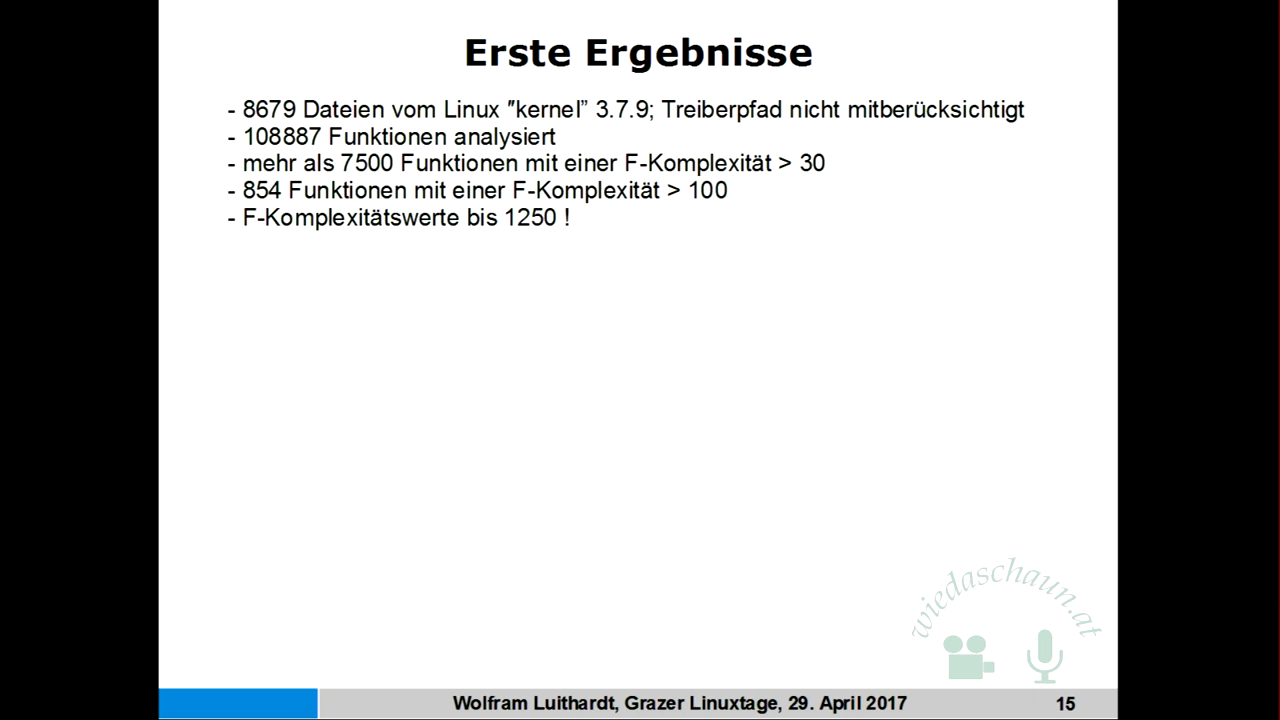 Erste Ergebnisse
- 8679 Dateien vom Linux "kernel” 3.7.9; Treiberpfad nicht mitberücksichtigt
- 108887 Funktionen analysiert
- mehr als 7500 Funktionen mit einer F-Komplexität > 30
- 854 Funktionen mit einer F-Komplexität > 100
- F-Komplexitätswerte bis 1250 !
wiedaschaun.at
Wolfram Luithardt, Grazer Linuxtage, 29. April 2017
15